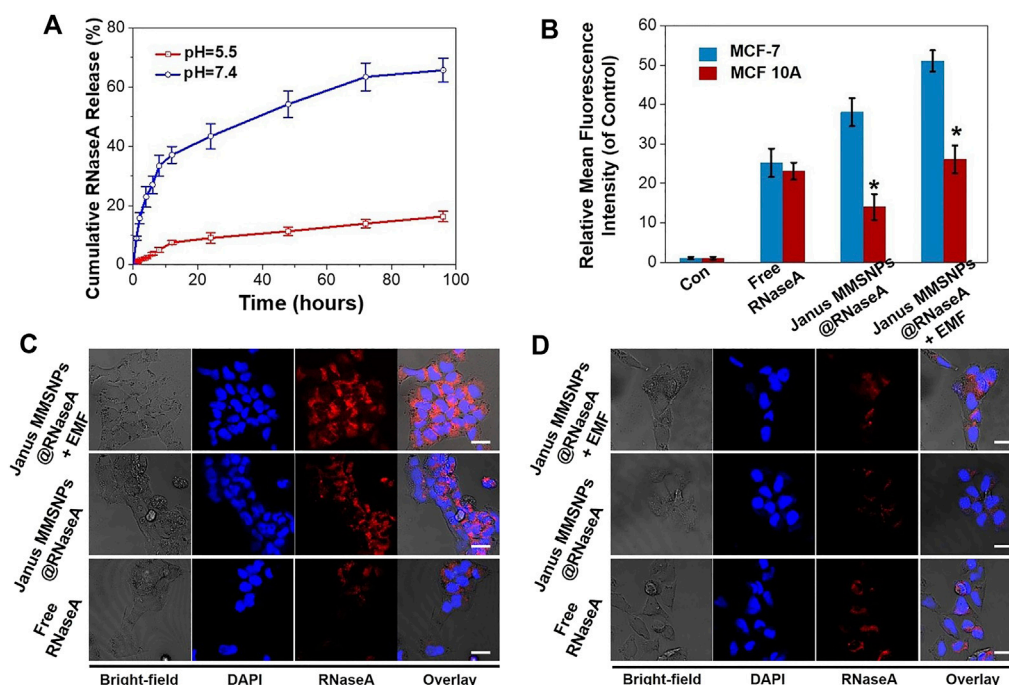 A
Cumulative RNaseA Release (%)
80
60
40
20
0
pH=5.5
pH=7.4
0 20 40 60 80 100
Time (hours)
B
Relative Mean Fluorescence
Intensity (of Control)
60
50
40
30
20
10
0
MCF-7
MCF 10A
*
*
Con
Free
RNaseA
Janus MMSNPs
@RNaseA
Janus MMSNPs
@RNaseA
+ EMF
C
Janus MMSNPs
@RNaseA
+ EMF
Janus MMSNPs
@RNaseA
Free
RNaseA
Bright-field DAPI RNaseA Overlay
D
Janus MMSNPs
@RNaseA
+ EMF
Janus MMSNPs
@RNaseA
Free
RNaseA
Bright-field DAPI RNaseA Overlay